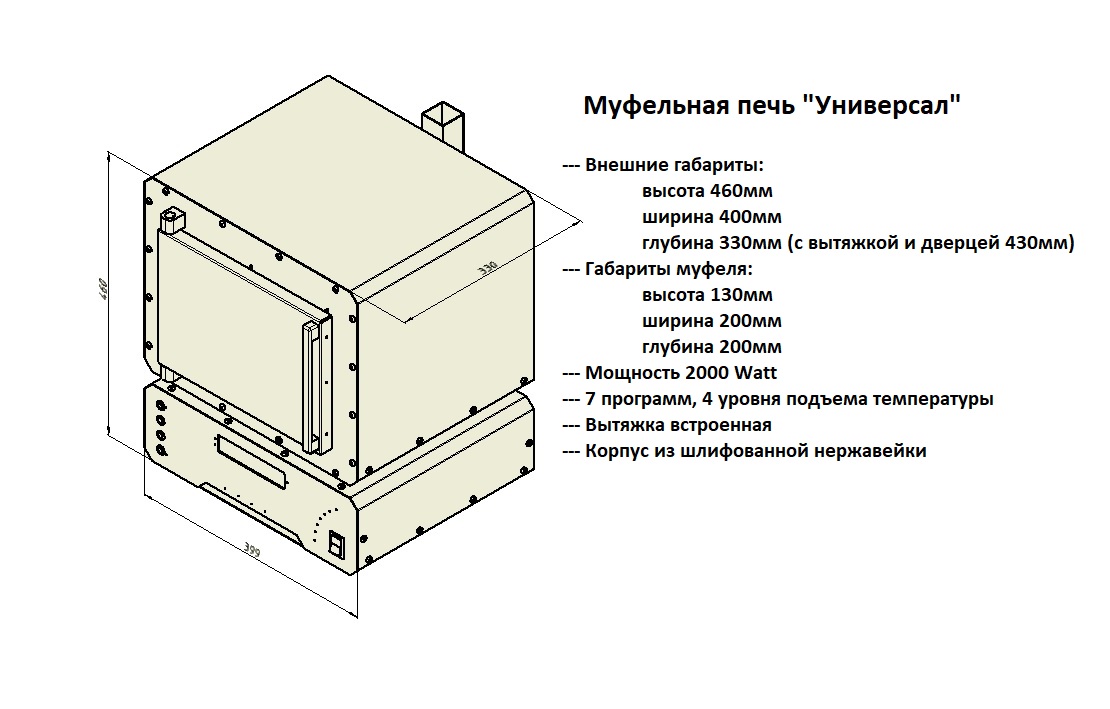 Муфельная печь "Универсал"
--- Внешние габариты:
высота 460мм
ширина 400мм
глубина 330мм (с вытяжкой и дверцей 430мм)
--- Габариты муфеля:
высота 130мм
ширина 200мм
глубина 200мм
--- Мощность 2000 Watt
--- 7 программ, 4 уровня подъема температуры
--- Вытяжка встроенная
--- Корпус из шлифованной нержавейки
330
460
399